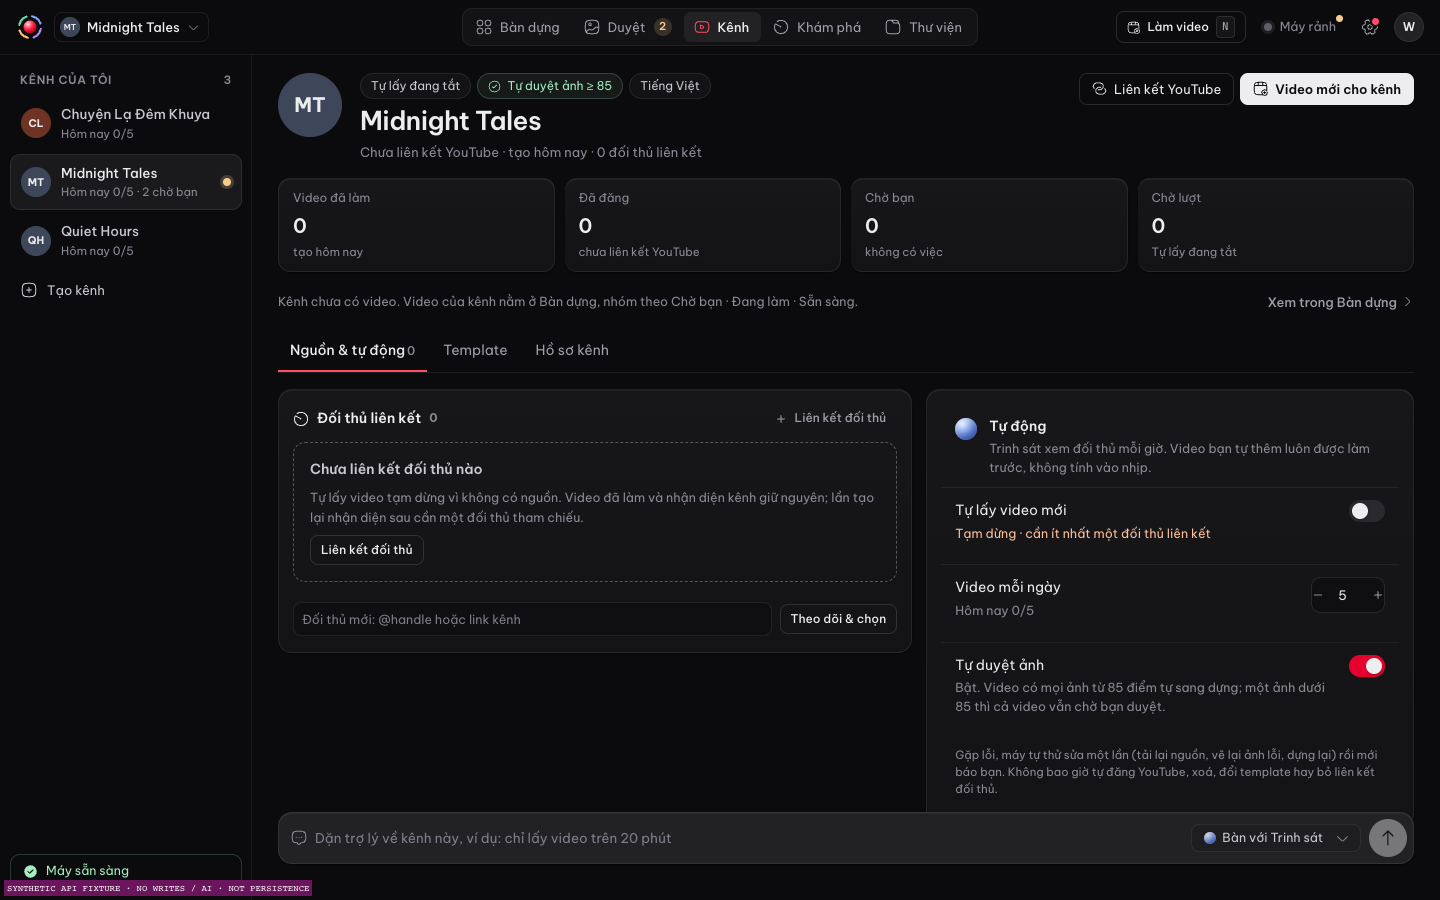 MT Midnight Tales
Bàn dựng
Duyệt 2
Kênh
Khám phá
Thư viện
Làm video N
Máy rảnh
W
KÊNH CỦA TÔI 3
CL
Chuyện Lạ Đêm Khuya
Hôm nay 0/5
MT
Midnight Tales
Hôm nay 0/5 · 2 chờ bạn
QH
Quiet Hours
Hôm nay 0/5
Tạo kênh
Máy sẵn sàng
SYNTHETIC API FIXTURE · NO WRITES / AI · NOT PERSISTENCE
MT
Tự lấy đang tắt
Tự duyệt ảnh ≥ 85
Tiếng Việt
Midnight Tales
Chưa liên kết YouTube · tạo hôm nay · 0 đối thủ liên kết
Liên kết YouTube
Video mới cho kênh
Video đã làm
0
tạo hôm nay
Đã đăng
0
chưa liên kết YouTube
Chờ bạn
0
không có việc
Chờ lượt
0
Tự lấy đang tắt
Kênh chưa có video. Video của kênh nằm ở Bàn dựng, nhóm theo Chờ bạn · Đang làm · Sẵn sàng.
Xem trong Bàn dựng
Nguồn & tự động 0
Template
Hồ sơ kênh
Đối thủ liên kết 0
+ Liên kết đối thủ
Chưa liên kết đối thủ nào
Tự lấy video tạm dừng vì không có nguồn. Video đã làm và nhận diện kênh giữ nguyên; lần tạo
lại nhận diện sau cần một đối thủ tham chiếu.
Liên kết đối thủ
Đối thủ mới: @handle hoặc link kênh
Theo dõi & chọn
Tự động
Trinh sát xem đối thủ mỗi giờ. Video bạn tự thêm luôn được làm
trước, không tính vào nhịp.
Tự lấy video mới
Tạm dừng · cần ít nhất một đối thủ liên kết
Video mỗi ngày
Hôm nay 0/5
− 5 +
Tự duyệt ảnh
Bật. Video có mọi ảnh từ 85 điểm tự sang dựng; một ảnh dưới
85 thì cả video vẫn chờ bạn duyệt.
Gặp lỗi, máy tự thử sửa một lần (tải lại nguồn, vẽ lại ảnh lỗi, dựng lại) rồi mới
báo bạn. Không bao giờ tự đăng YouTube, xoá, đổi template hay bỏ liên kết
đối thủ.
Dặn trợ lý về kênh này, ví dụ: chỉ lấy video trên 20 phút
Bàn với Trinh sát